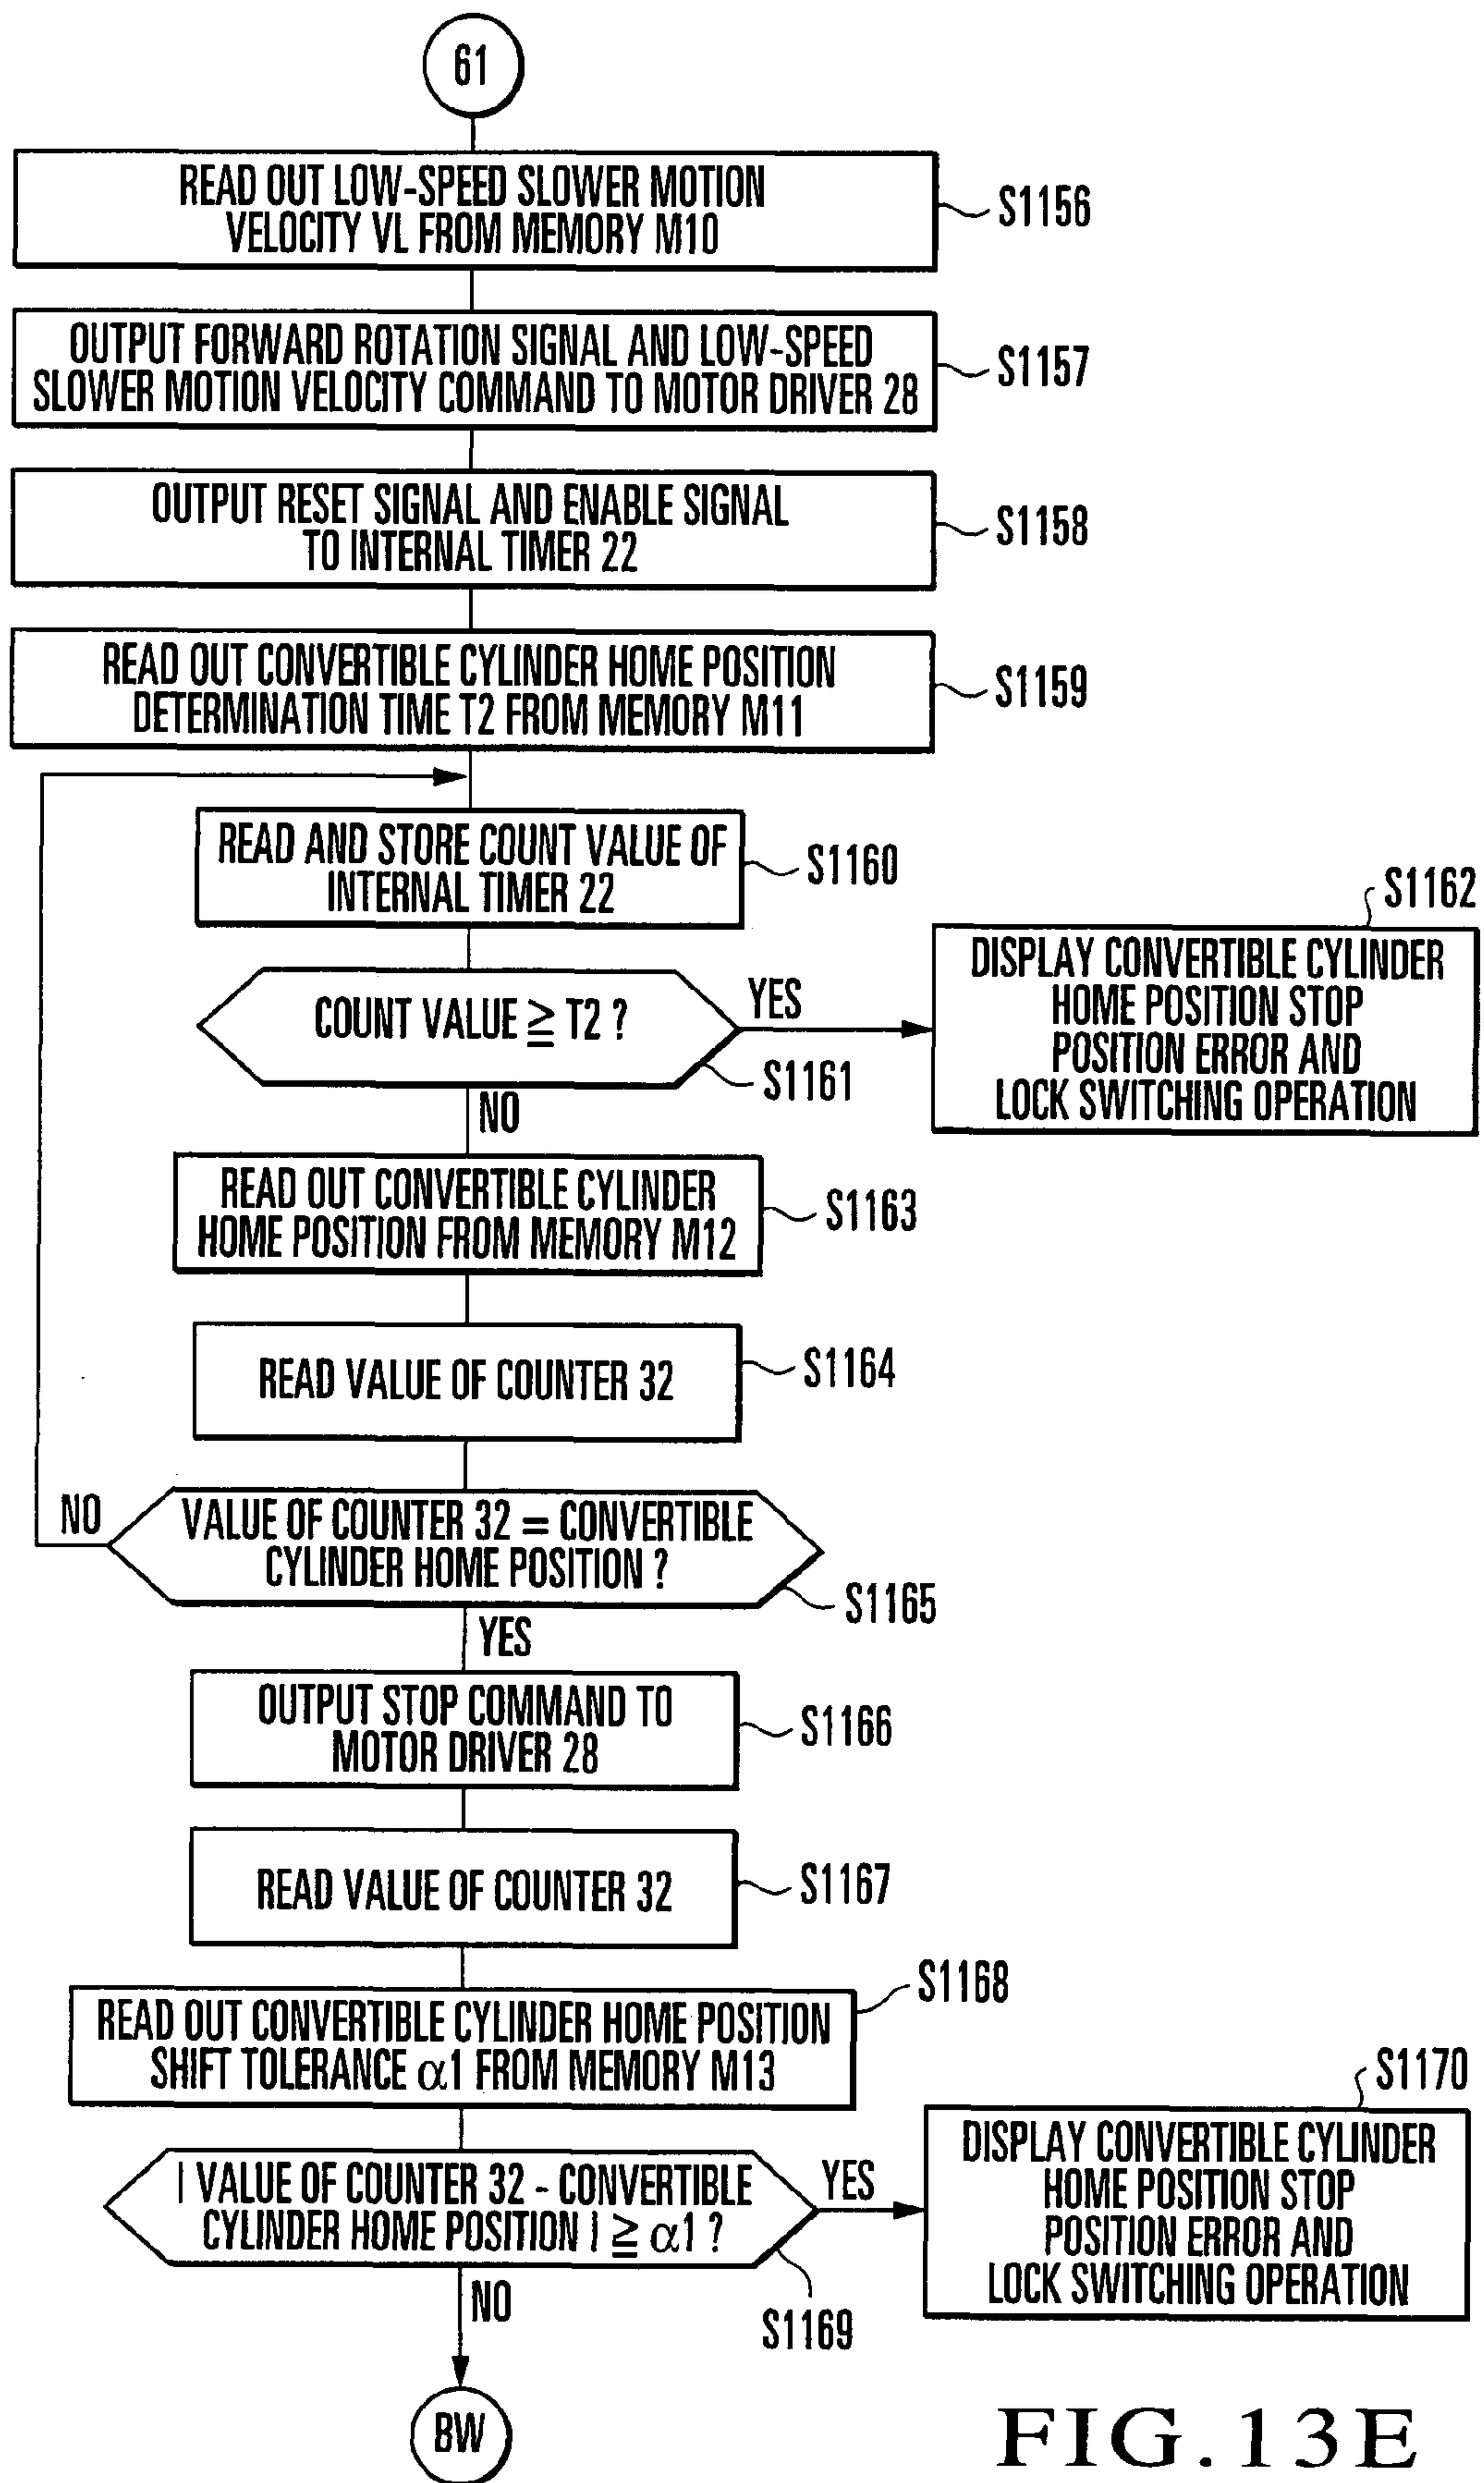 61
READ OUT LOW-SPEED SLOWER MOTION
VELOCITY VL FROM MEMORY M10
S1156
OUTPUT FORWARD ROTATION SIGNAL AND LOW-SPEED
SLOWER MOTION VELOCITY COMMAND TO MOTOR DRIVER 28
S1157
OUTPUT RESET SIGNAL AND ENABLE SIGNAL
TO INTERNAL TIMER 22
S1158
READ OUT CONVERTIBLE CYLINDER HOME POSITION
DETERMINATION TIME T2 FROM MEMORY M11
S1159
READ AND STORE COUNT VALUE OF
INTERNAL TIMER 22
S1160
COUNT VALUE ≧ T2 ?
YES
S1161
NO
S1162
DISPLAY CONVERTIBLE CYLINDER
HOME POSITION STOP
POSITION ERROR AND
LOCK SWITCHING OPERATION
READ OUT CONVERTIBLE CYLINDER
HOME POSITION FROM MEMORY M12
S1163
READ VALUE OF COUNTER 32
S1164
NO
VALUE OF COUNTER 32 = CONVERTIBLE
CYLINDER HOME POSITION ?
S1165
YES
OUTPUT STOP COMMAND TO
MOTOR DRIVER 28
S1166
READ VALUE OF COUNTER 32
S1167
READ OUT CONVERTIBLE CYLINDER HOME POSITION
SHIFT TOLERANCE α1 FROM MEMORY M13
S1168
| VALUE OF COUNTER 32 - CONVERTIBLE
CYLINDER HOME POSITION | ≧ α1 ?
YES
S1169
NO
S1170
DISPLAY CONVERTIBLE CYLINDER
HOME POSITION STOP
POSITION ERROR AND
LOCK SWITCHING OPERATION
BW
FIG.13E